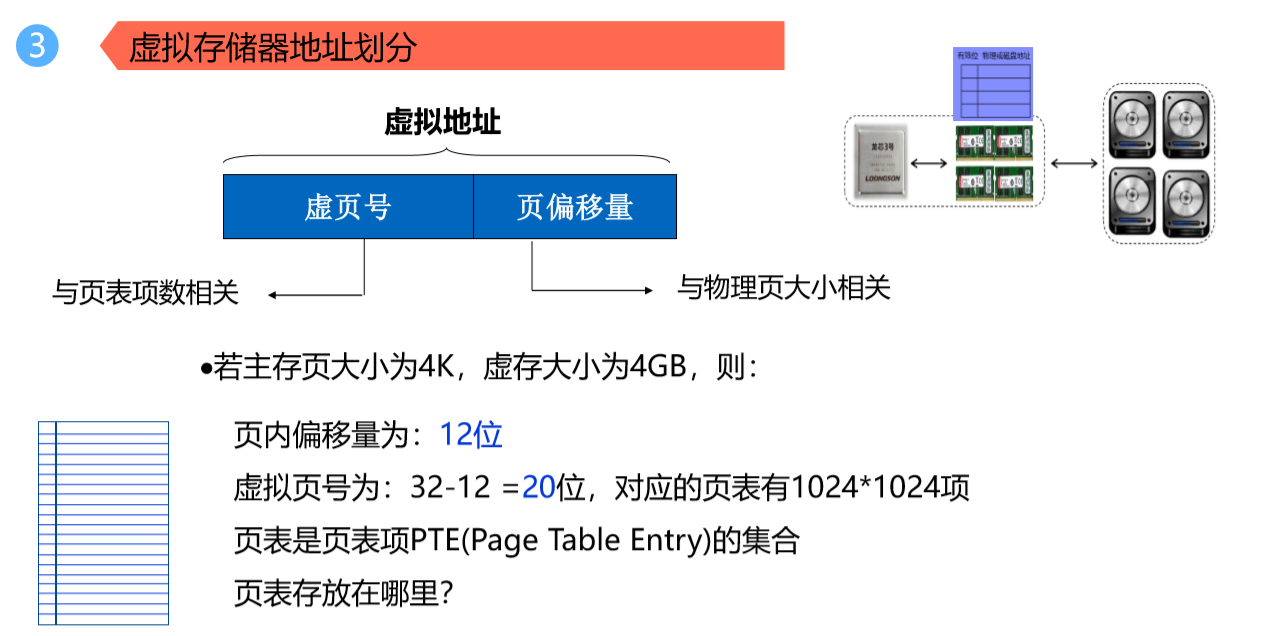 3
虚拟存储器地址划分
有效位 物理或磁盘地址
虚拟地址
龙芯3号
LOONGSON
虚页号 页偏移量
与页表项数相关
与物理页大小相关
•若主存页大小为4K，虚存大小为4GB，则：
页内偏移量为：12位
虚拟页号为：32-12 =20位，对应的页表有1024*1024项
页表是页表项PTE(Page Table Entry)的集合
页表存放在哪里？